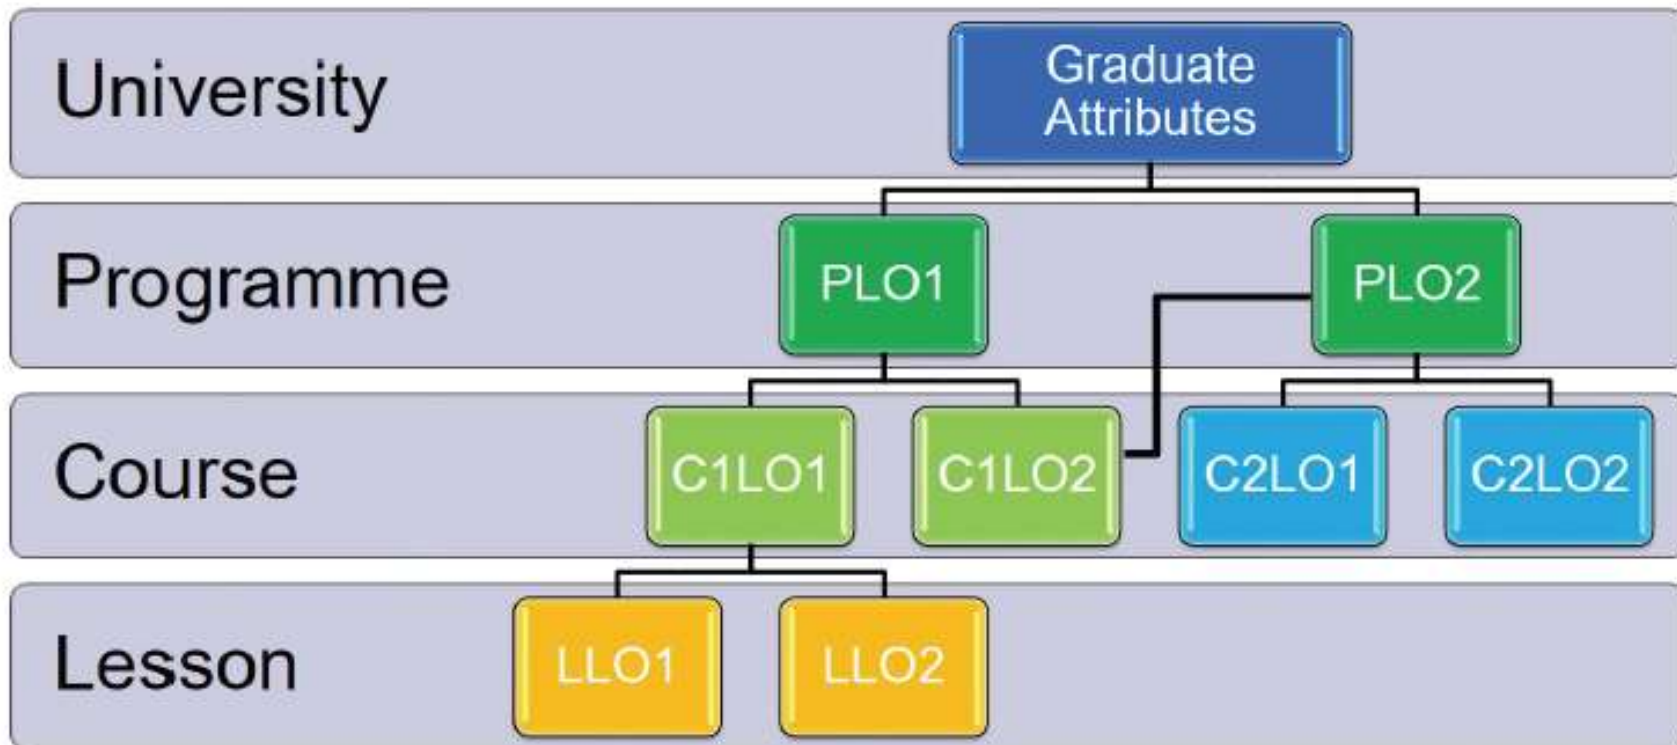 University
Graduate
Attributes
Programme
PLO1
PLO2
Course
C1LO1
C1LO2
C2LO1
C2LO2
Lesson
LLO1
LLO2